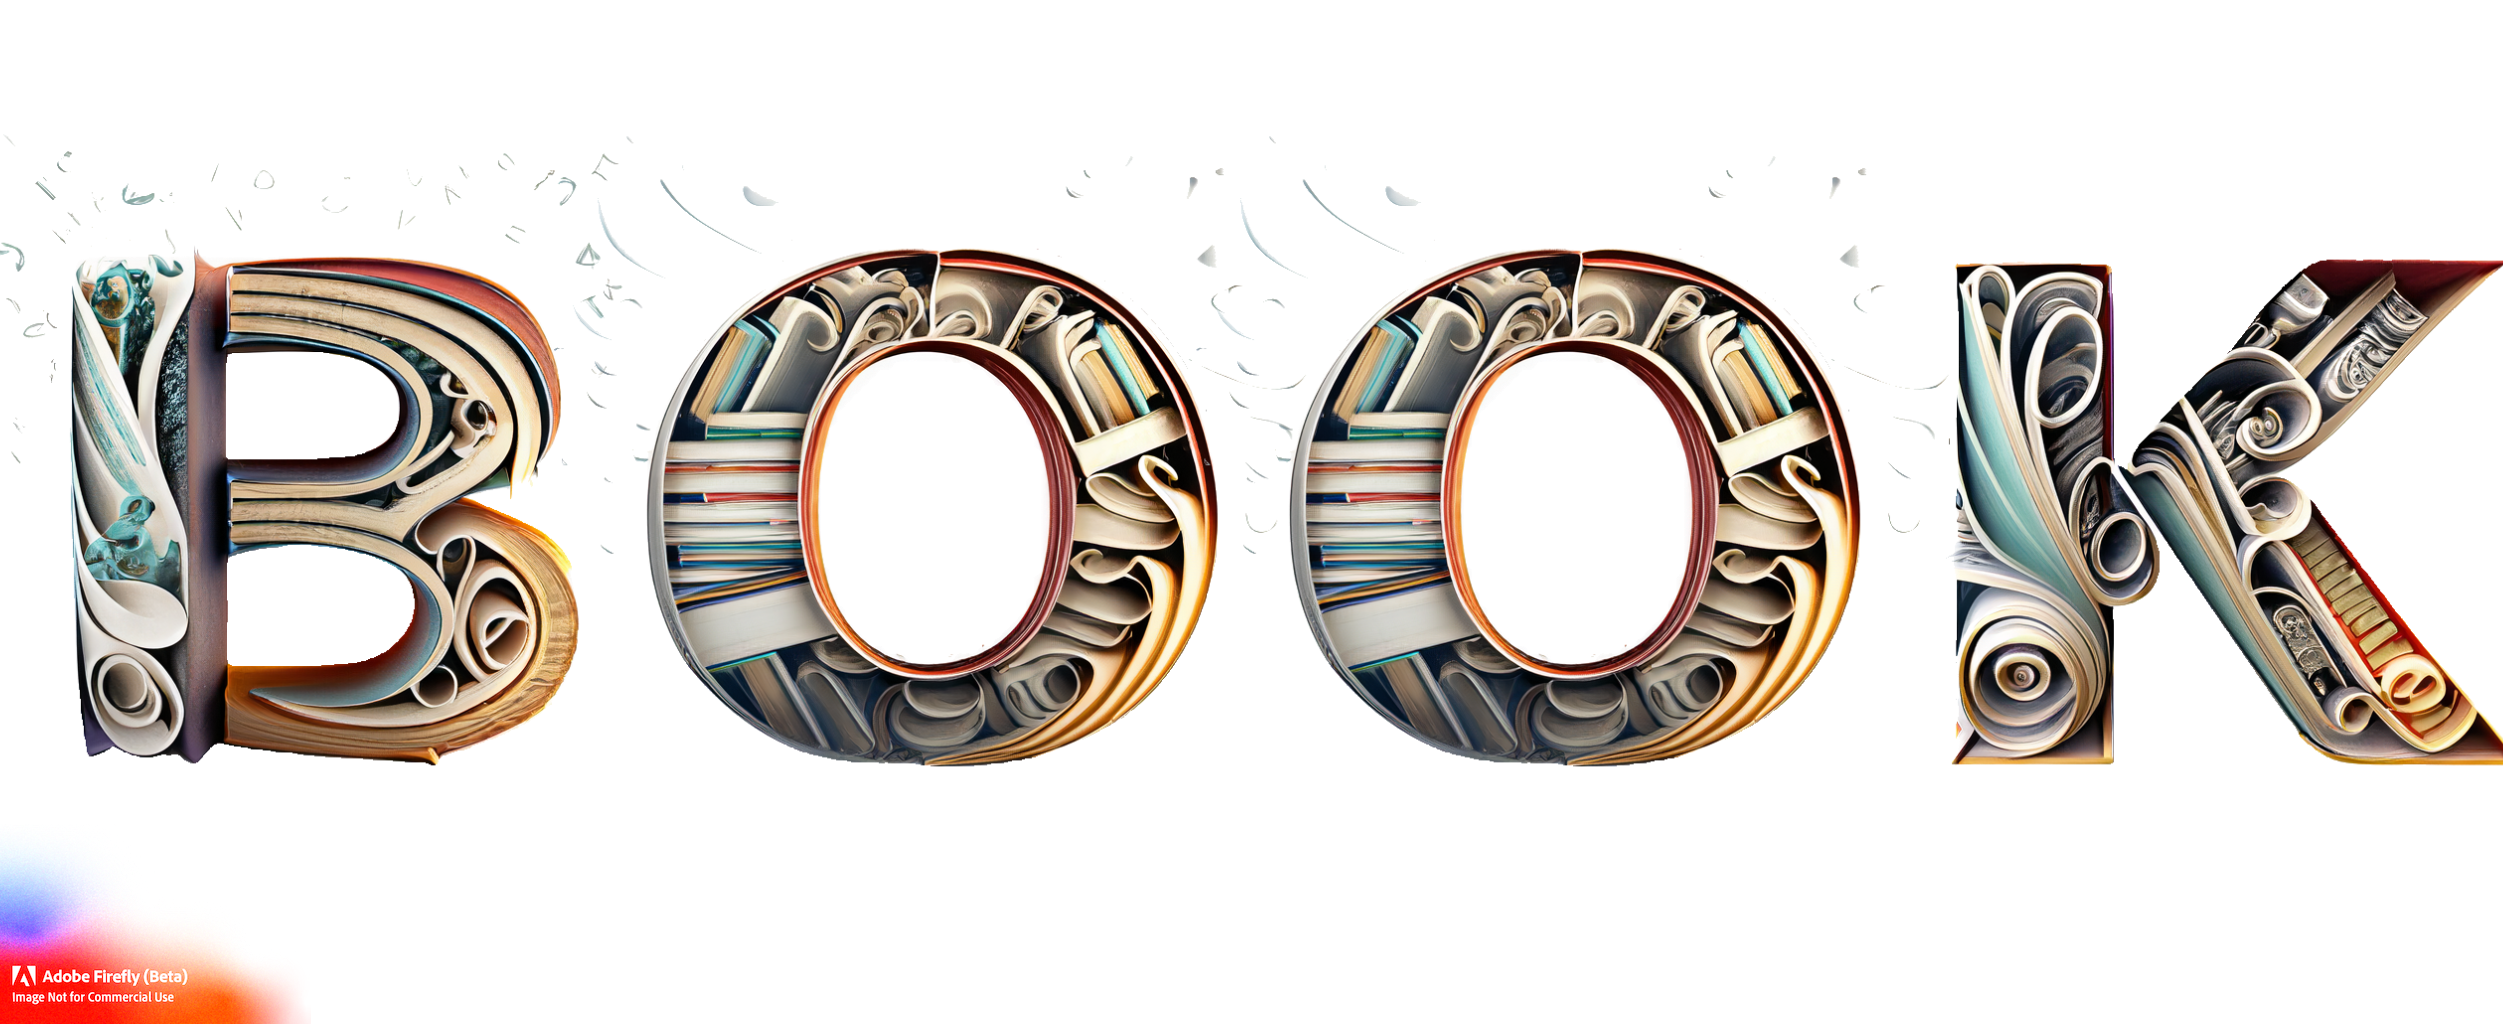 BOOK
Adobe Firefly (Beta)
Image Not for Commercial Use